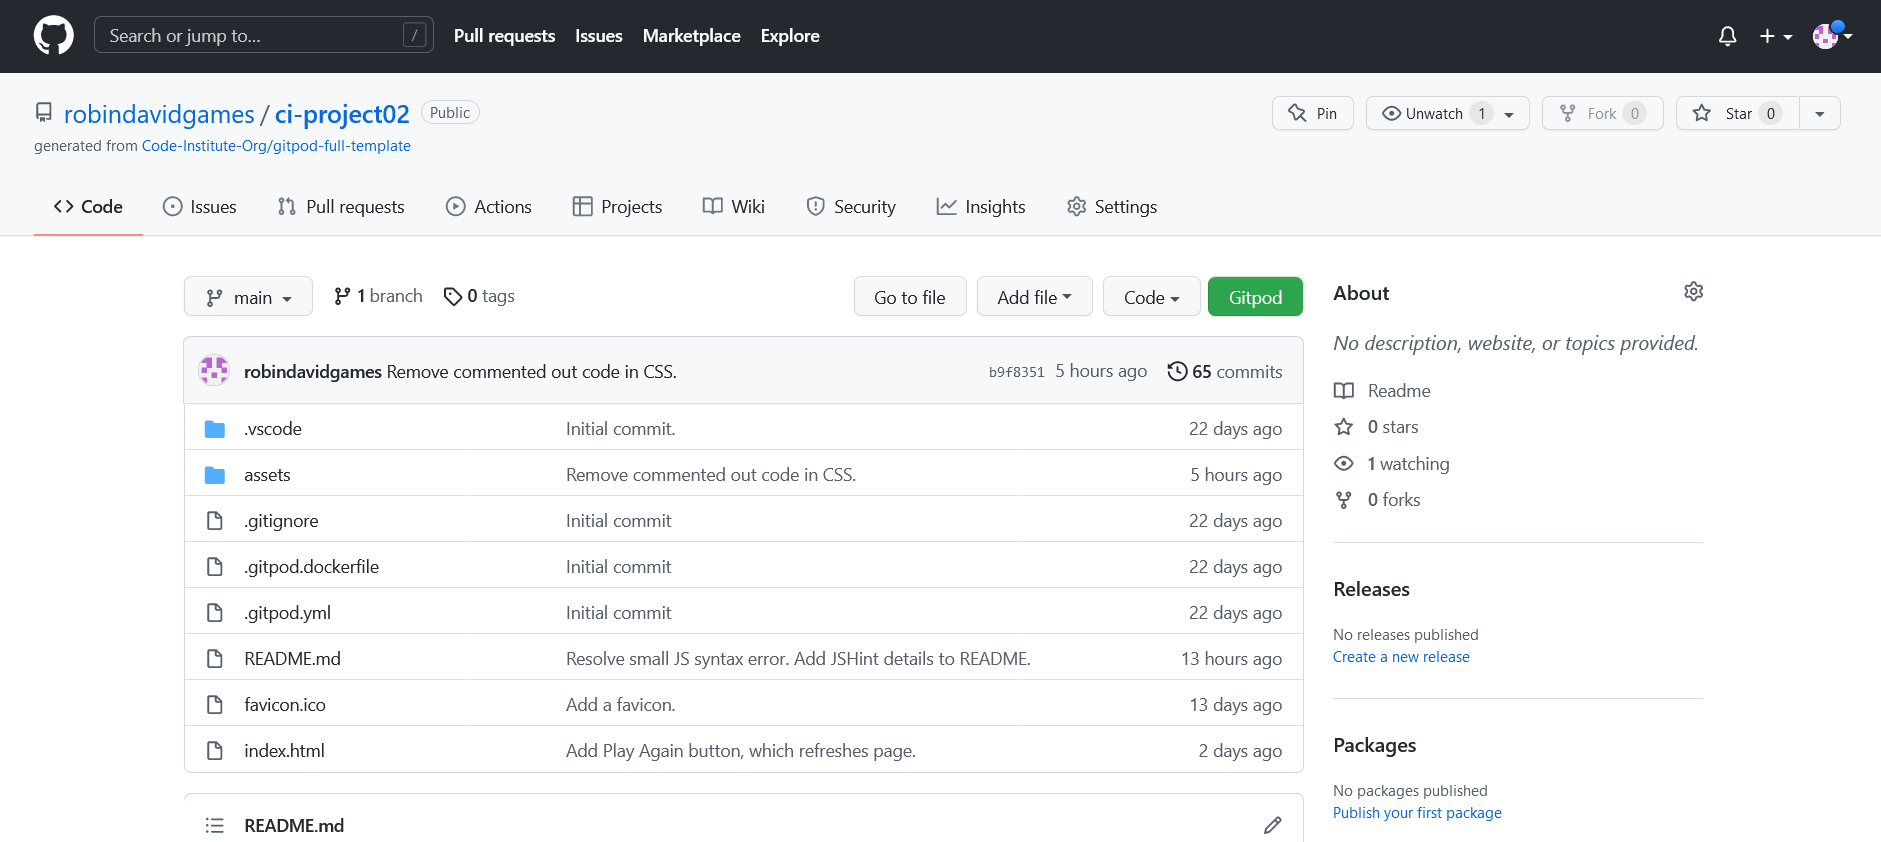 Search or jump to... / Pull requests Issues Marketplace Explore
robindavidgames / ci-project02 Public Pin Unwatch 1 Fork 0 Star 0
generated from Code-Institute-Org/gitpod-full-template
Code Issues Pull requests Actions Projects Wiki Security Insights Settings
main 1 branch 0 tags Go to file Add file Code Gitpod
robindavidgames Remove commented out code in CSS. b9f8351 5 hours ago 65 commits
.vscode Initial commit. 22 days ago
assets Remove commented out code in CSS. 5 hours ago
.gitignore Initial commit 22 days ago
.gitpod.dockerfile Initial commit 22 days ago
.gitpod.yml Initial commit 22 days ago
README.md Resolve small JS syntax error. Add JSHint details to README. 13 hours ago
favicon.ico Add a favicon. 13 days ago
index.html Add Play Again button, which refreshes page. 2 days ago
README.md
About
No description, website, or topics provided.
Readme
0 stars
1 watching
0 forks
Releases
No releases published
Create a new release
Packages
No packages published
Publish your first package